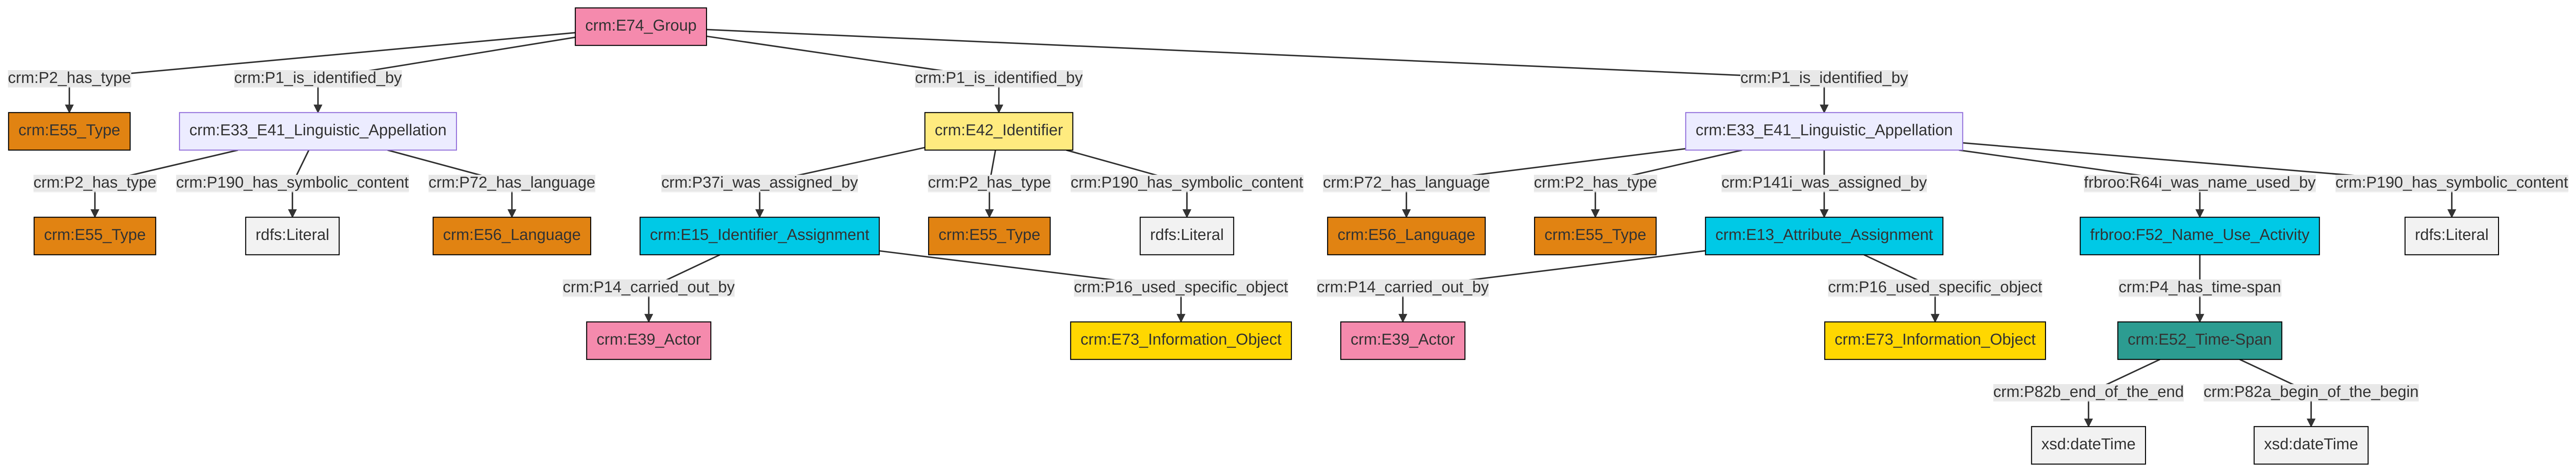 crm:E74_Group
crm:P2_has_type
crm:P1_is_identified_by
crm:P1_is_identified_by
crm:P1_is_identified_by
crm:E55_Type
crm:E33_E41_Linguistic_Appellation
crm:E42_Identifier
crm:E33_E41_Linguistic_Appellation
crm:P2_has_type
crm:P190_has_symbolic_content
crm:P72_has_language
crm:P37i_was_assigned_by
crm:P2_has_type
crm:P190_has_symbolic_content
crm:P72_has_language
crm:P2_has_type
crm:P141i_was_assigned_by
frbroo:R64i_was_name_used_by
crm:P190_has_symbolic_content
crm:E55_Type
rdfs:Literal
crm:E56_Language
crm:E15_Identifier_Assignment
crm:E55_Type
rdfs:Literal
crm:E56_Language
crm:E55_Type
crm:E13_Attribute_Assignment
frbroo:F52_Name_Use_Activity
rdfs:Literal
crm:P14_carried_out_by
crm:P16_used_specific_object
crm:P14_carried_out_by
crm:P16_used_specific_object
crm:P4_has_time-span
crm:E39_Actor
crm:E73_Information_Object
crm:E39_Actor
crm:E73_Information_Object
crm:E52_Time-Span
crm:P82b_end_of_the_end
crm:P82a_begin_of_the_begin
xsd:dateTime
xsd:dateTime